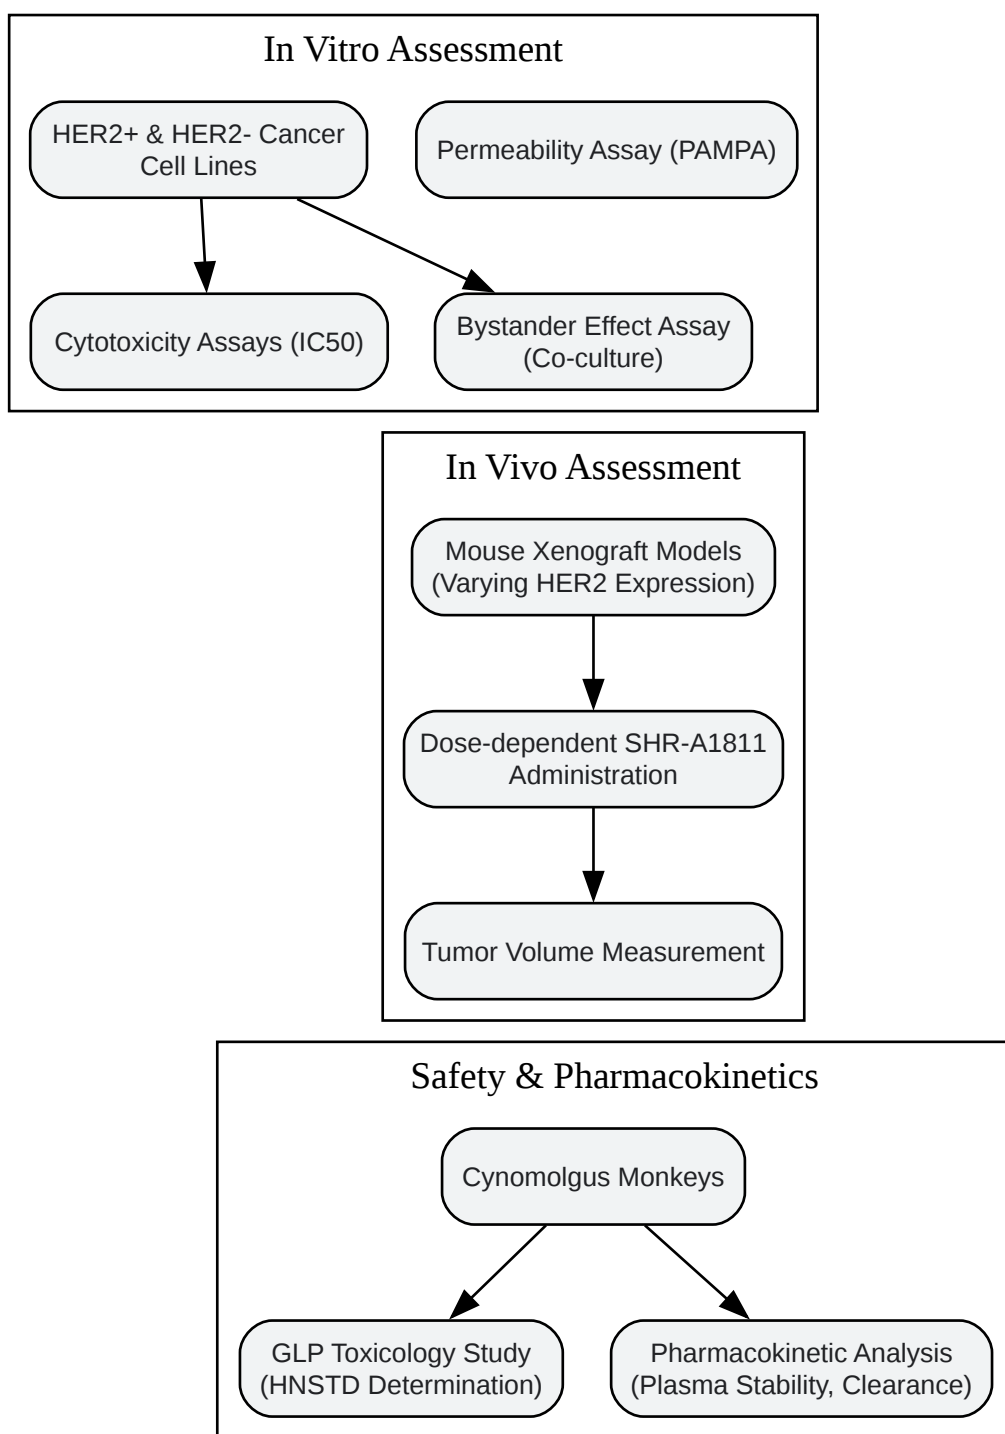 In Vitro Assessment
HER2+ & HER2- Cancer
Cell Lines
Permeability Assay (PAMPA)
Cytotoxicity Assays (IC50)
Bystander Effect Assay
(Co-culture)
In Vivo Assessment
Mouse Xenograft Models
(Varying HER2 Expression)
Dose-dependent SHR-A1811
Administration
Tumor Volume Measurement
Safety & Pharmacokinetics
Cynomolgus Monkeys
GLP Toxicology Study
(HNSTD Determination)
Pharmacokinetic Analysis
(Plasma Stability, Clearance)